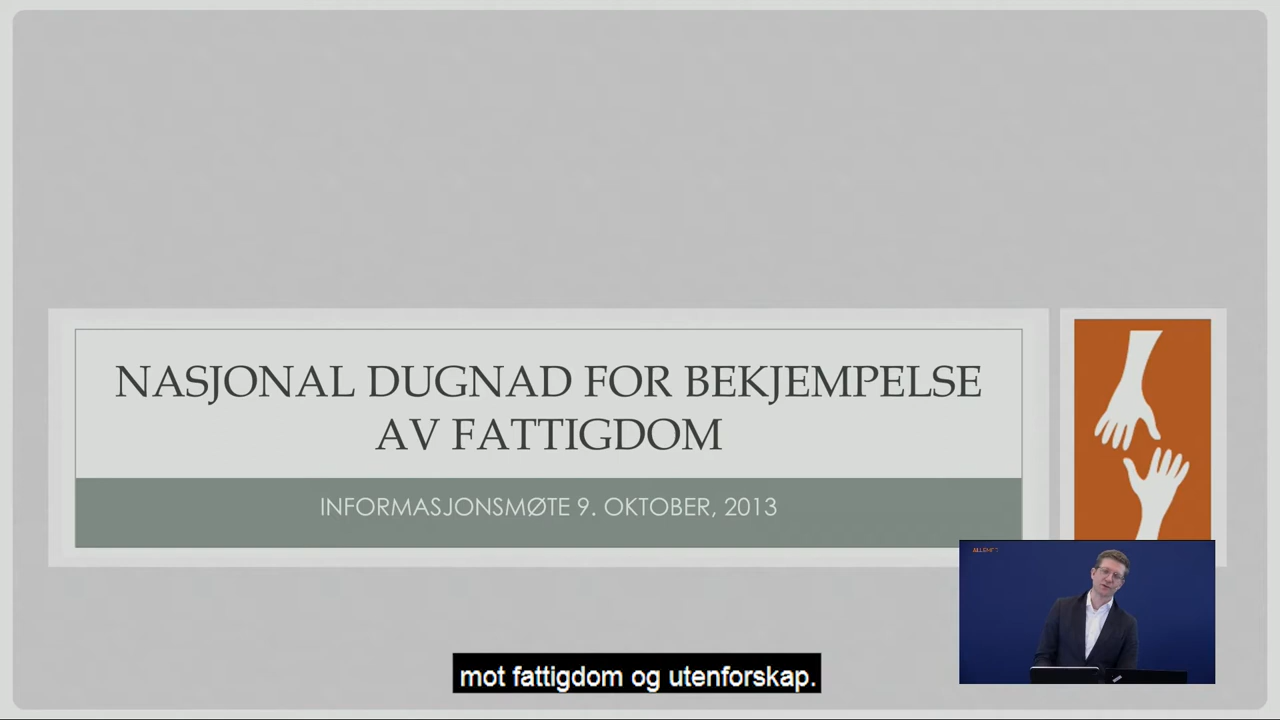 NASJONAL DUGNAD FOR BEKJEMPELSE
AV FATTIGDOM
INFORMASJONSMØTE 9. OKTOBER, 2013
mot fattigdom og utenforskap.